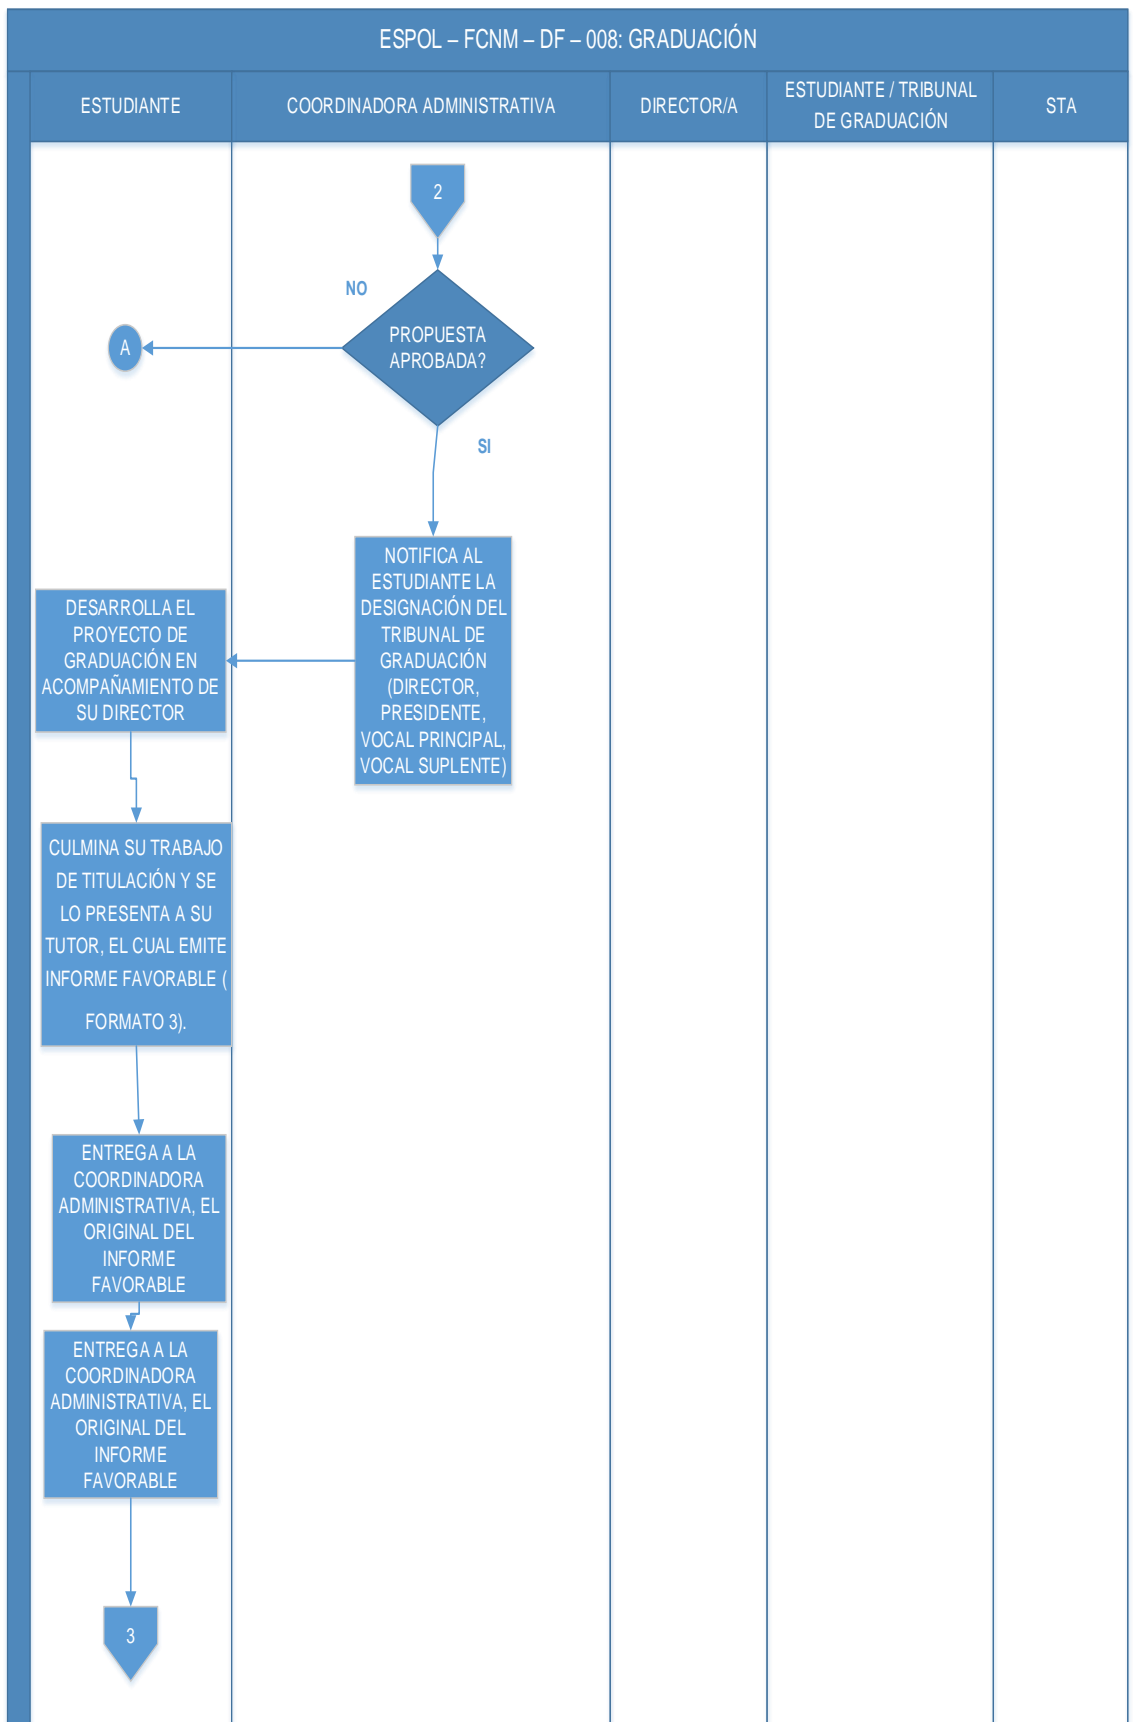 ESPOL – FCNM – DF – 008: GRADUACIÓN
ESTUDIANTE
COORDINADORA ADMINISTRATIVA
DIRECTOR/A
ESTUDIANTE / TRIBUNAL
DE GRADUACIÓN
STA
2
NO
PROPUESTA
APROBADA?
A
SI
NOTIFICA AL
ESTUDIANTE LA
DESIGNACIÓN DEL
TRIBUNAL DE
GRADUACIÓN
(DIRECTOR,
PRESIDENTE,
VOCAL PRINCIPAL,
VOCAL SUPLENTE)
DESARROLLA EL
PROYECTO DE
GRADUACIÓN EN
ACOMPAÑAMIENTO DE
SU DIRECTOR
CULMINA SU TRABAJO
DE TITULACIÓN Y SE
LO PRESENTA A SU
TUTOR, EL CUAL EMITE
INFORME FAVORABLE (
FORMATO 3).
ENTREGA A LA
COORDINADORA
ADMINISTRATIVA, EL
ORIGINAL DEL
INFORME
FAVORABLE
ENTREGA A LA
COORDINADORA
ADMINISTRATIVA, EL
ORIGINAL DEL
INFORME
FAVORABLE
3